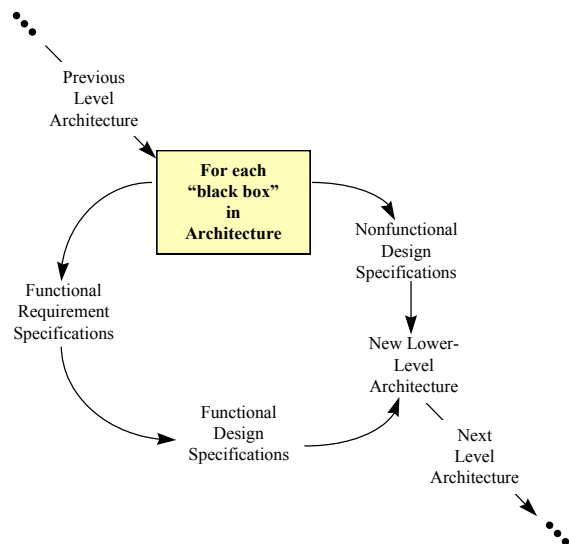 Previous
Level
Architecture
For each
“black box”
in
Architecture
Nonfunctional
Design
Specifications
Functional
Requirement
Specifications
New Lower-
Level
Architecture
Functional
Design
Specifications
Next
Level
Architecture